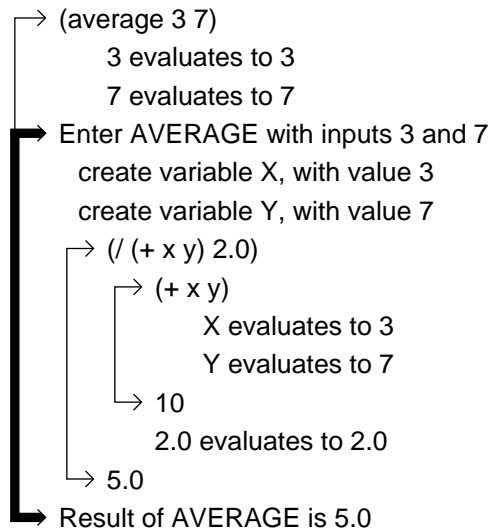 (average 3 7)
3 evaluates to 3
7 evaluates to 7
Enter AVERAGE with inputs 3 and 7
create variable X, with value 3
create variable Y, with value 7
(/ (+ x y) 2.0)
(+ x y)
X evaluates to 3
Y evaluates to 7
10
2.0 evaluates to 2.0
5.0
Result of AVERAGE is 5.0